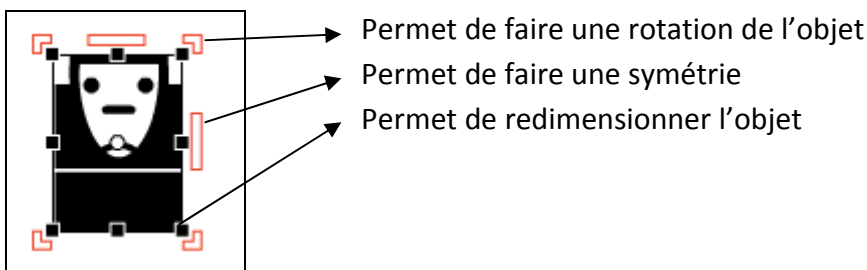 Permet de faire une rotation de l’objet
Permet de faire une symétrie
Permet de redimensionner l’objet